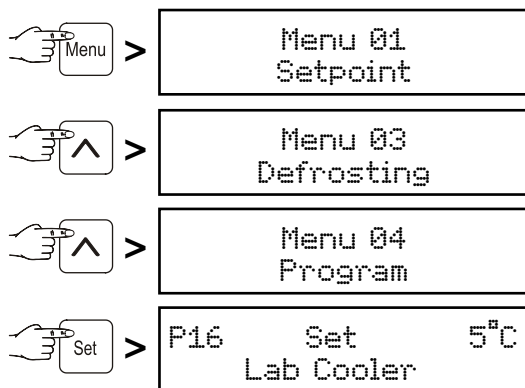 Menu > Menu 01
Setpoint
> Menu 03
Defrosting
> Menu 04
Program
Set > P16 Set 5°C
Lab Cooler